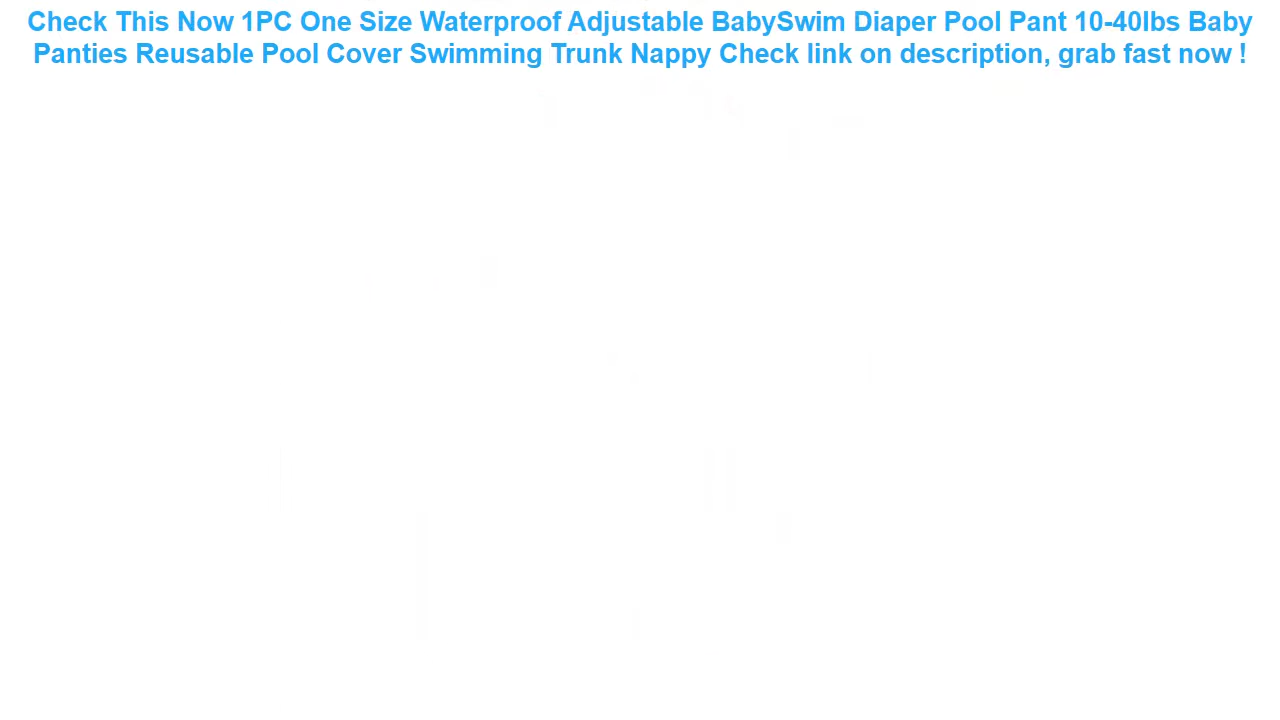 Check This Now 1PC One Size Waterproof Adjustable BabySwim Diaper Pool Pant 10-40lbs Baby
Panties Reusable Pool Cover Swimming Trunk Nappy Check link on description, grab fast now !